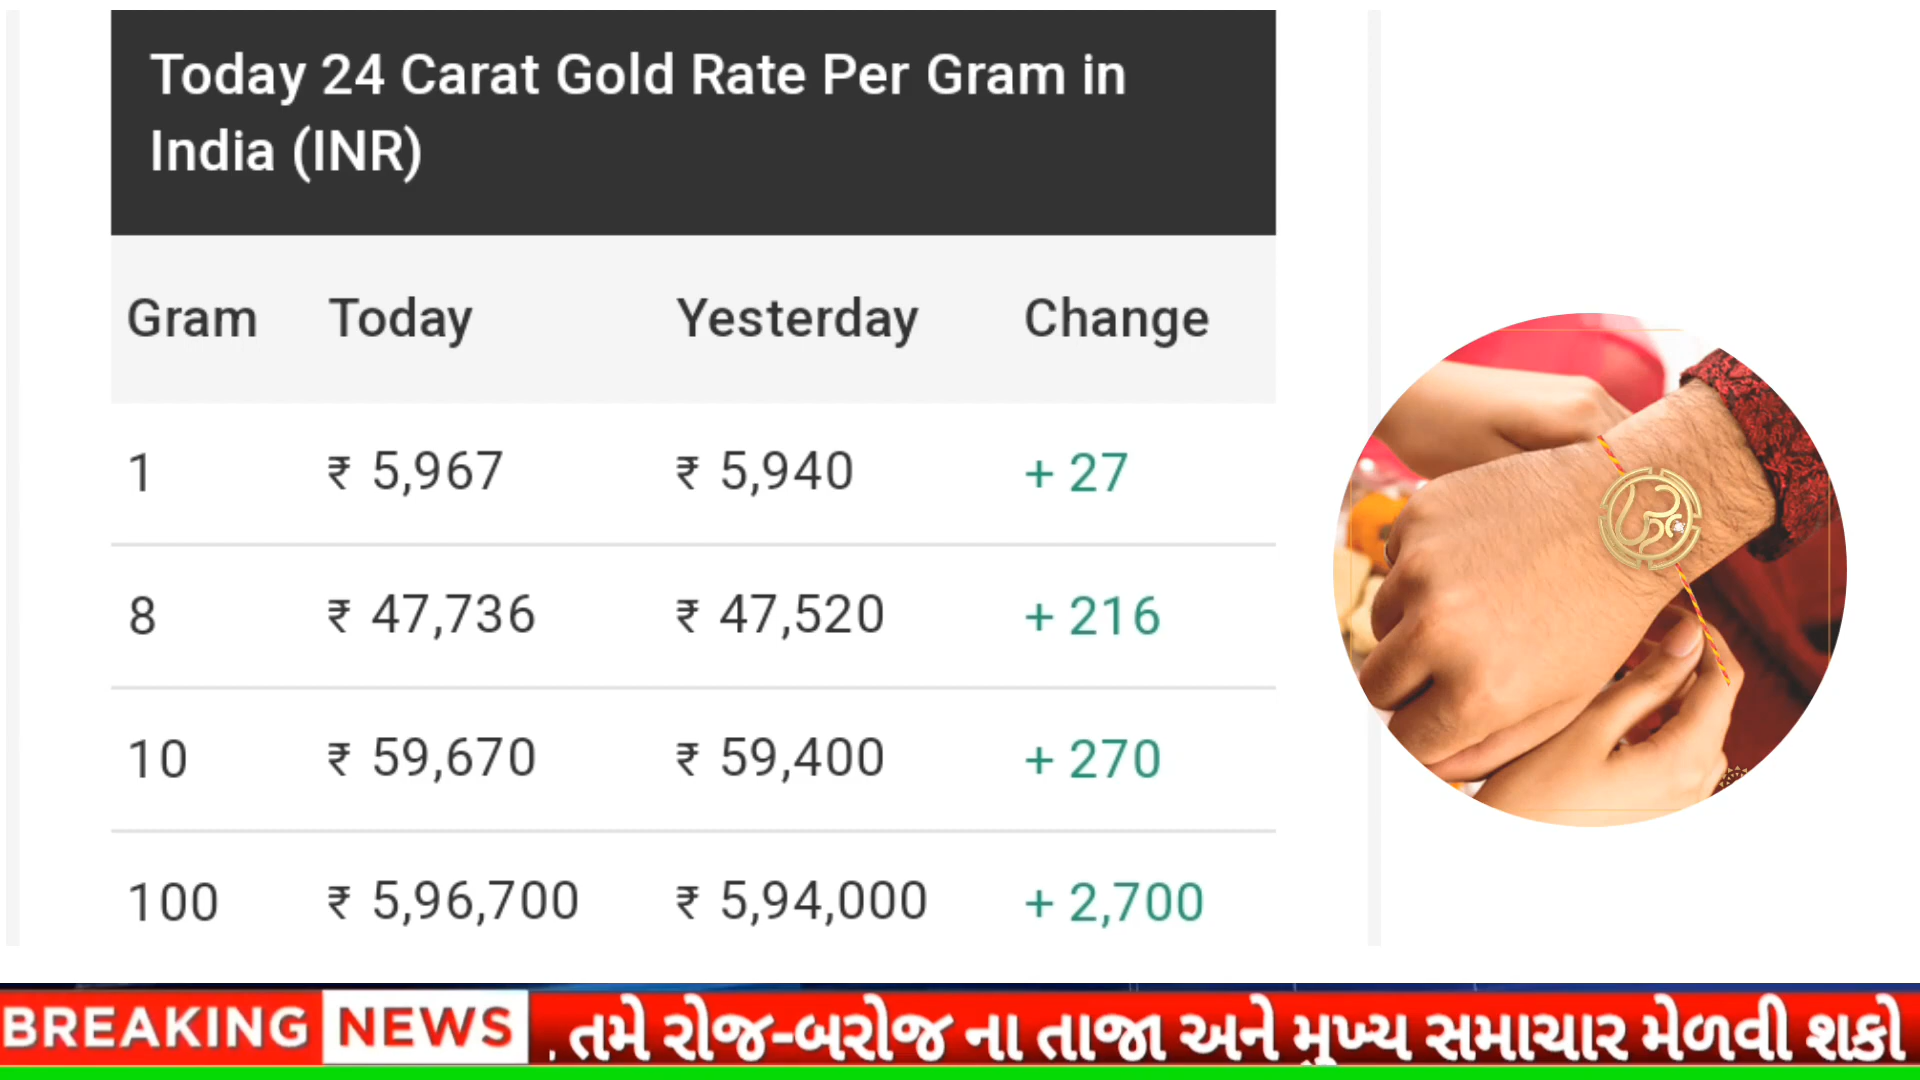 Today 24 Carat Gold Rate Per Gram in
India (INR)
Gram Today Yesterday Change
1 ₹ 5,967 ₹ 5,940 + 27
8 ₹ 47,736 ₹ 47,520 + 216
10 ₹ 59,670 ₹ 59,400 + 270
100 ₹ 5,96,700 ₹ 5,94,000 + 2,700
ૐ
BREAKING NEWS . તમે રોજ-બરોજ ના તાજા અને મુખ્ય સમાચાર મેળવી શકો